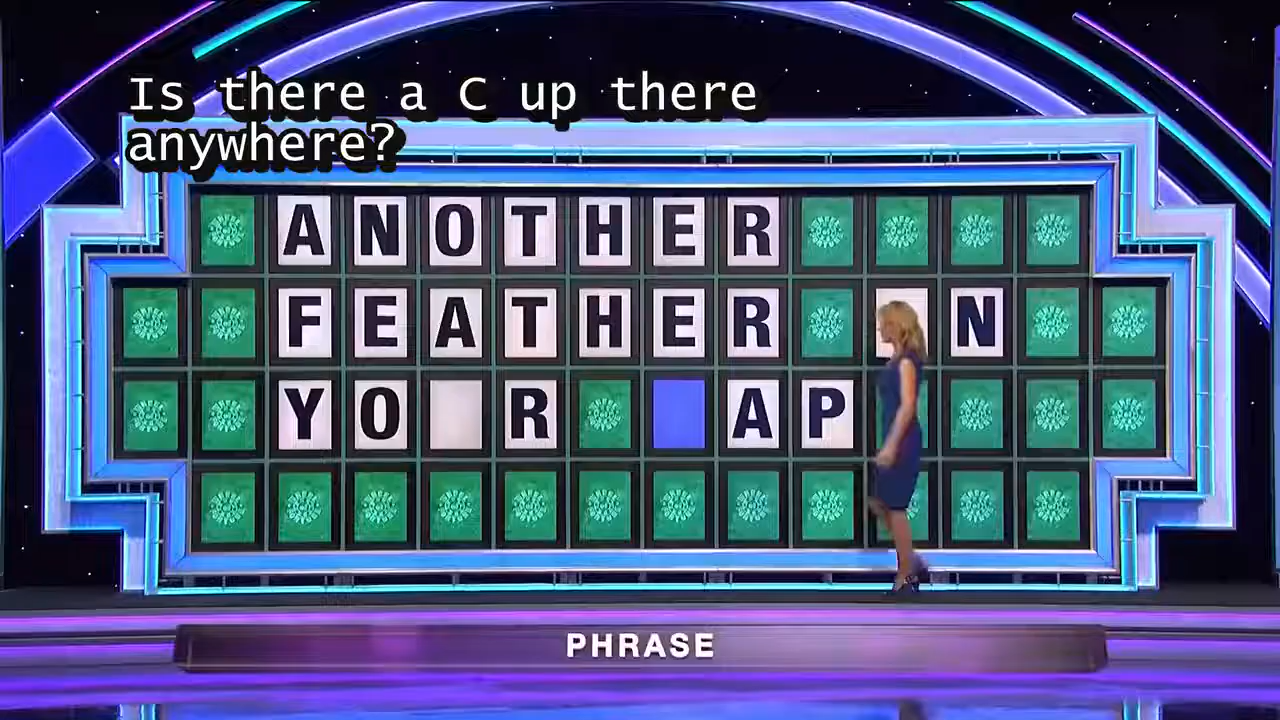 Is there a C up there
anywhere?
ANOTHER
FEATHER N
YO R AP
PHRASE